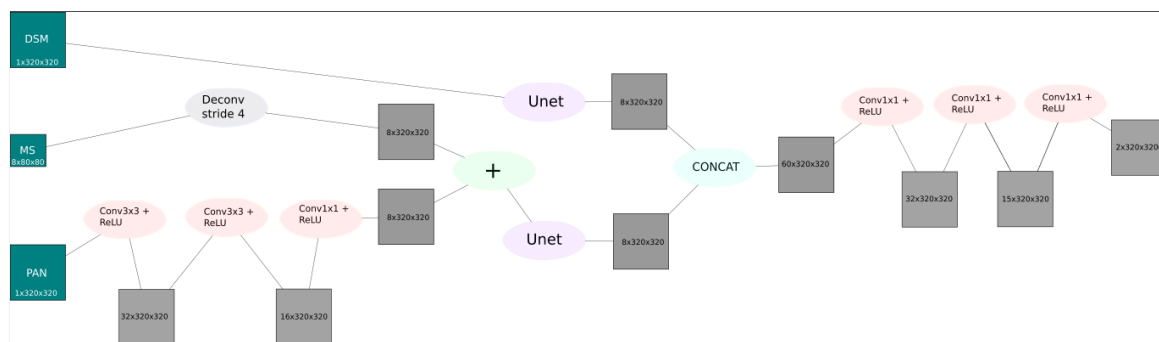 DSM
1x320x320
Deconv
stride 4
MS
8x80x80
8x320x320
Unet
8x320x320
+
CONCAT
60x320x320
Conv1x1 +
ReLU
Conv1x1 +
ReLU
Conv1x1 +
ReLU
2x320x320
32x320x320
15x320x320
Conv3x3 +
ReLU
Conv3x3 +
ReLU
Conv1x1 +
ReLU
8x320x320
Unet
8x320x320
PAN
1x320x320
32x320x320
16x320x320